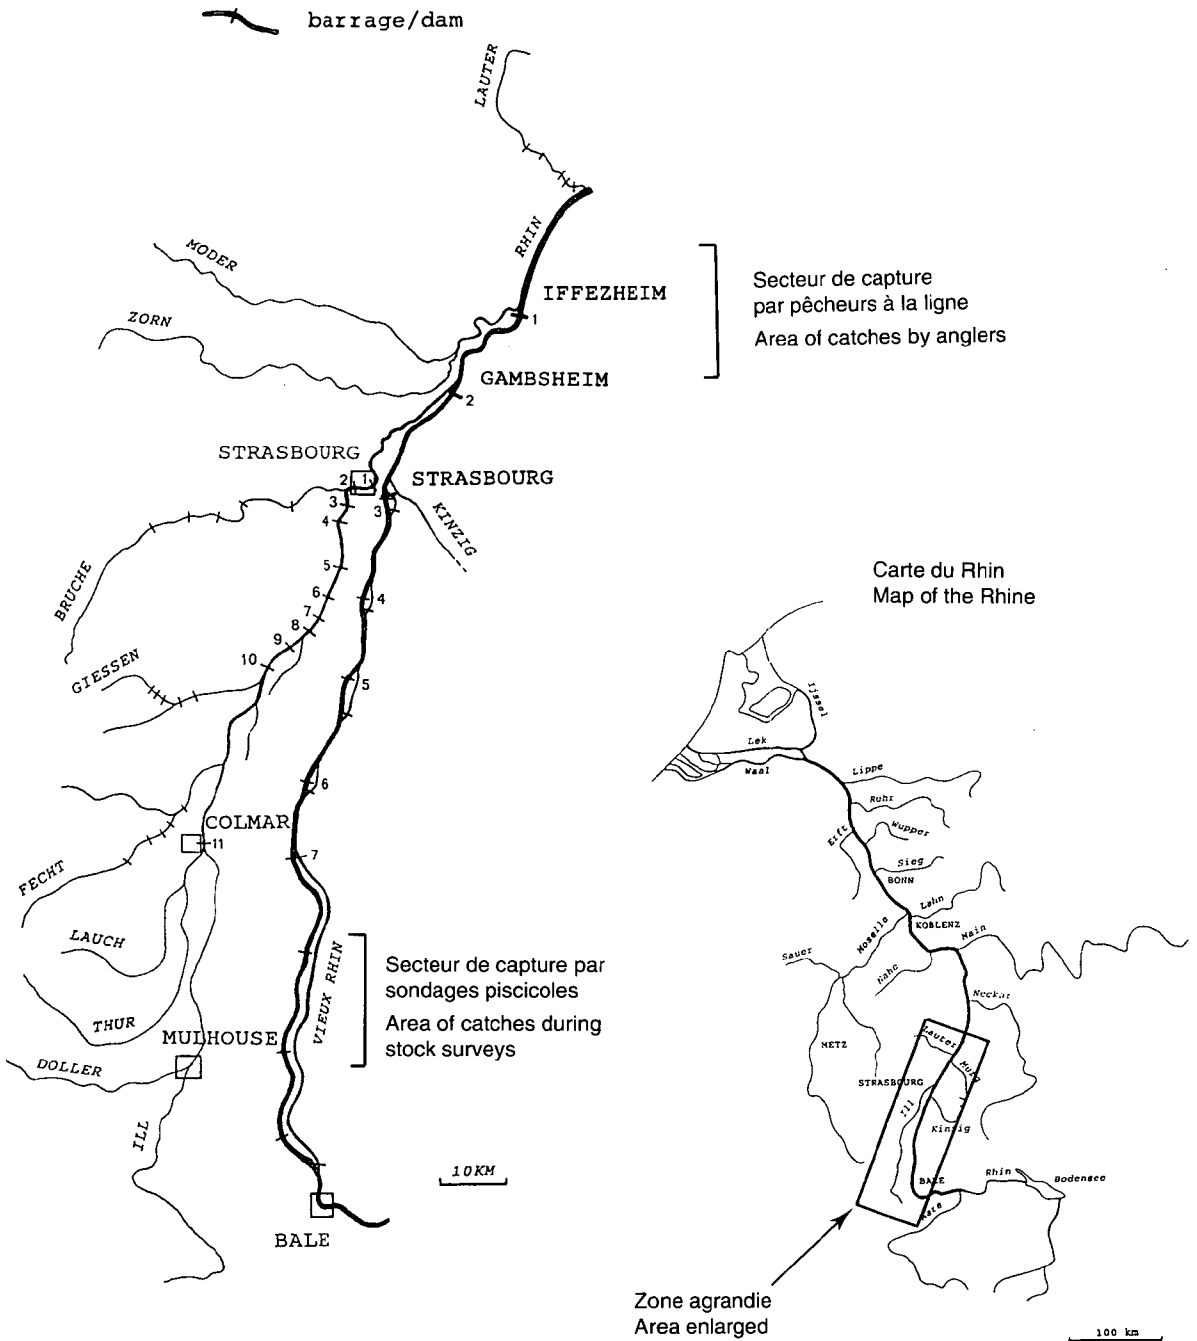 barrage/dam
LAUTER
RHIN
MODER
IFFEZHEIM
1
Secteur de capture
par pêcheurs à la ligne
Area of catches by anglers
ZORN
GAMBSHEIM
2
STRASBOURG
STRASBOURG
2
1
3
3
4
KINZIG
5
BRUCHE
6
4
7
8
9
10
GIESSEN
5
6
COLMAR
11
7
FECHT
LAUCH
VIEUX RHIN
Secteur de capture par
sondages piscicoles
Area of catches during
stock surveys
THUR
MULHOUSE
DOLLER
ILL
10KM
BALE
Carte du Rhin
Map of the Rhine
Ijssel
Lek
Waal
Lippe
Ruhr
Wupper
Erft
Sieg
BONN
Lahn
KOBLENZ
Moselle
Main
Sauer
Nahe
Neckar
METZ
Lauter
Murg
STRASBOURG
Ill
Kinzig
BALE
Rhin
Bodensee
Aare
Zone agrandie
Area enlarged
100 km